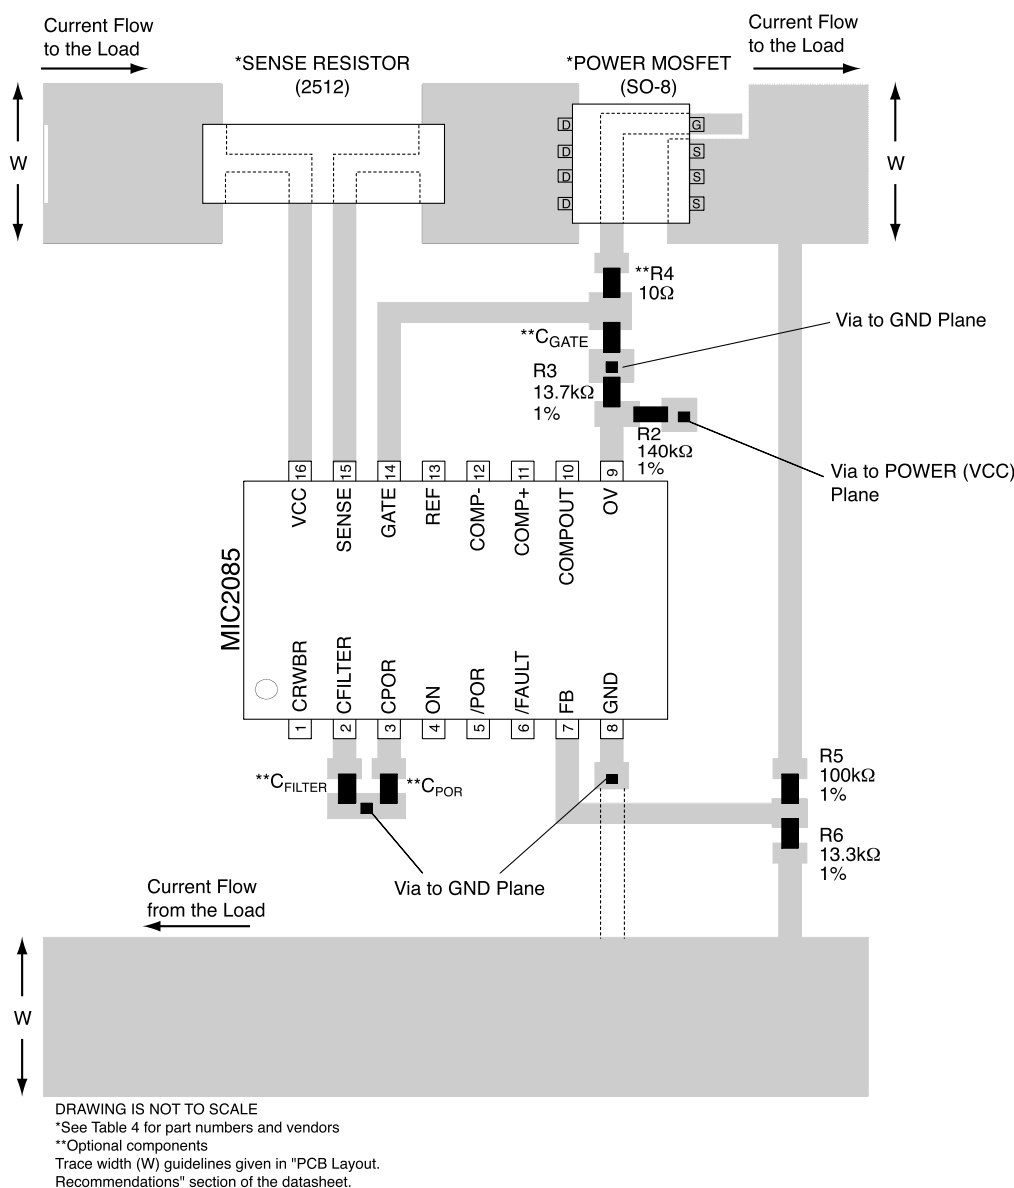 Current Flow
to the Load
Current Flow
to the Load
*SENSE RESISTOR
(2512)
*POWER MOSFET
(SO-8)
W
W
D
D
D
D
G
S
S
S
**R4
10Ω
Via to GND Plane
**CGATE
R3
13.7kΩ
1%
R2
140kΩ
1%
Via to POWER (VCC)
Plane
16
15
14
13
12
11
10
9
VCC
SENSE
GATE
REF
COMP-
COMP+
COMPOUT
OV
MIC2085
CRWBR
CFILTER
CPOR
ON
/POR
/FAULT
FB
GND
1
2
3
4
5
6
7
8
**CFILTER
**CPOR
R5
100kΩ
1%
R6
13.3kΩ
1%
Via to GND Plane
Current Flow
from the Load
W
DRAWING IS NOT TO SCALE
*See Table 4 for part numbers and vendors
**Optional components
Trace width (W) guidelines given in "PCB Layout.
Recommendations" section of the datasheet.